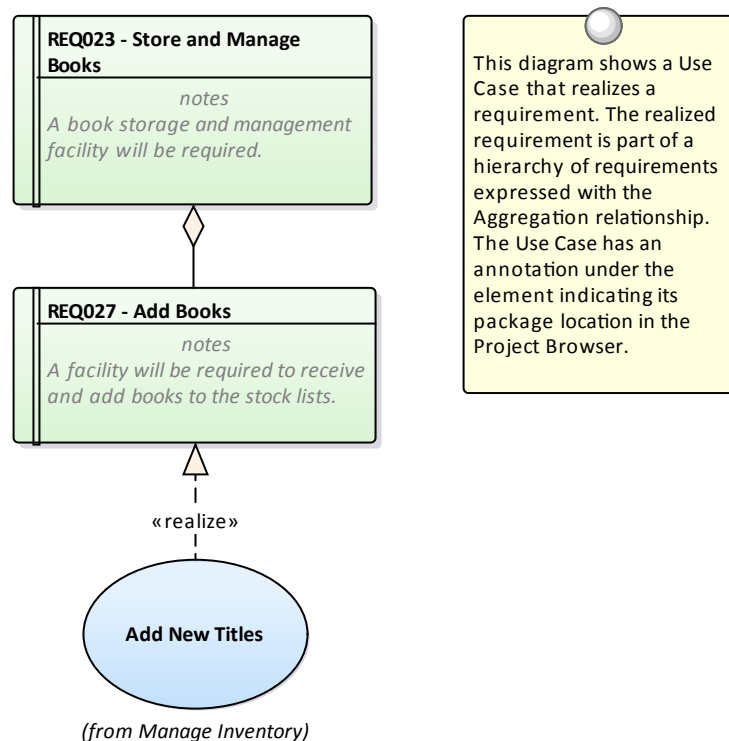 REQ023 - Store and Manage
Books
notes
A book storage and management
facility will be required.
REQ027 - Add Books
notes
A facility will be required to receive
and add books to the stock lists.
«realize»
Add New Titles
(from Manage Inventory)
This diagram shows a Use
Case that realizes a
requirement. The realized
requirement is part of a
hierarchy of requirements
expressed with the
Aggregation relationship.
The Use Case has an
annotation under the
element indicating its
package location in the
Project Browser.